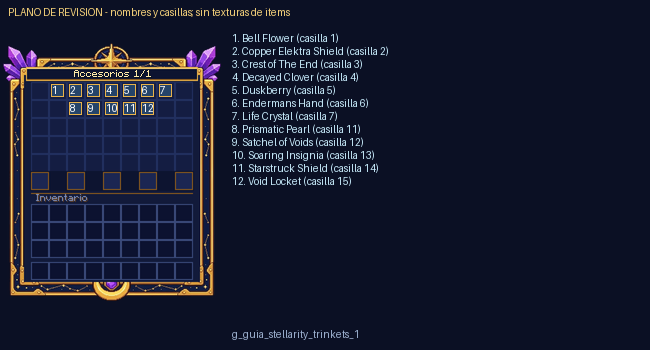 PLANO DE REVISION - nombres y casillas; sin texturas de items
Accesorios 1/1
1 2 3 4 5 6 7
8 9 10 11 12
Inventario
1. Bell Flower (casilla 1)
2. Copper Elektra Shield (casilla 2)
3. Crest of The End (casilla 3)
4. Decayed Clover (casilla 4)
5. Duskberry (casilla 5)
6. Endermans Hand (casilla 6)
7. Life Crystal (casilla 7)
8. Prismatic Pearl (casilla 11)
9. Satchel of Voids (casilla 12)
10. Soaring Insignia (casilla 13)
11. Starstruck Shield (casilla 14)
12. Void Locket (casilla 15)
g_guia_stellarity_trinkets_1